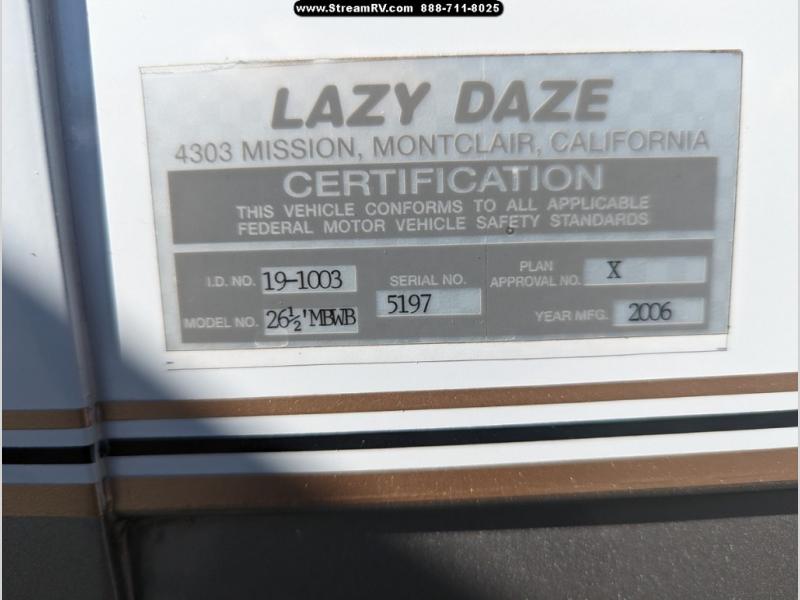 www.StreamRV.com 888-711-8025
LAZY DAZE
4303 MISSION, MONTCLAIR, CALIFORNIA
CERTIFICATION
THIS VEHICLE CONFORMS TO ALL APPLICABLE
FEDERAL MOTOR VEHICLE SAFETY STANDARDS
I.D. NO. 19-1003 SERIAL NO. 5197 PLAN APPROVAL NO. X
MODEL NO. 26½'MBWB YEAR MFG. 2006